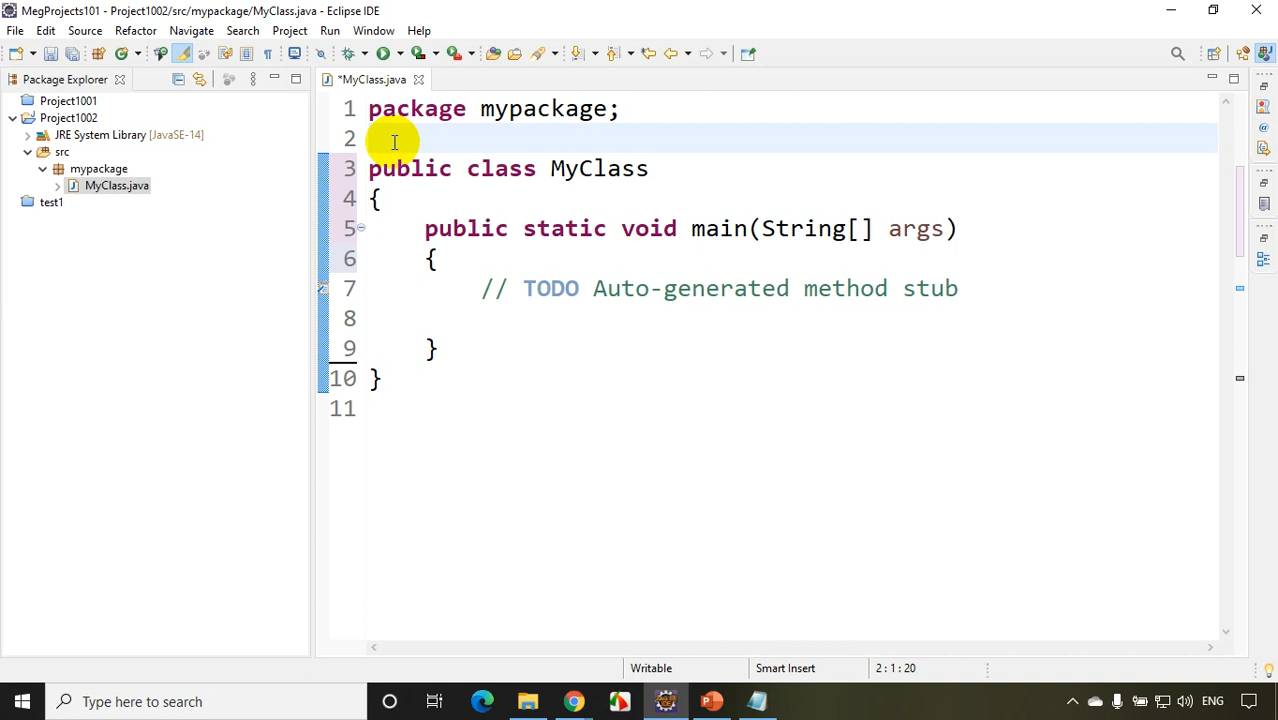 MegProjects101 - Project1002/src/mypackage/MyClass.java - Eclipse IDE
File Edit Source Refactor Navigate Search Project Run Window Help
Package Explorer
*MyClass.java
Project1001
Project1002
JRE System Library [JavaSE-14]
src
mypackage
MyClass.java
test1
1 package mypackage;
2
3 public class MyClass
4 {
5 public static void main(String[] args)
6 {
7 // TODO Auto-generated method stub
8
9 }
10 }
11
Writable Smart Insert 2 : 1 : 20
Type here to search
ENG